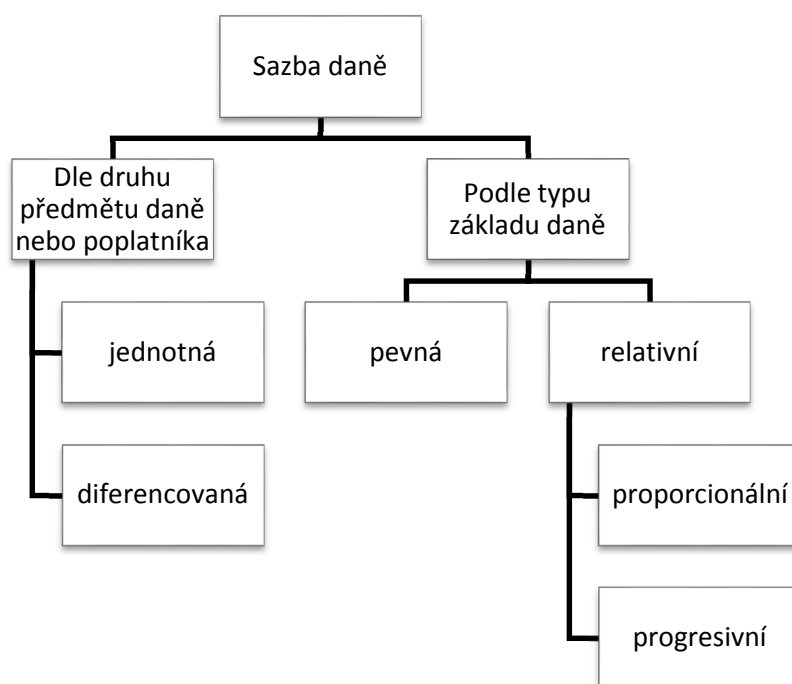 Sazba daně
Dle druhu
předmětu daně
nebo poplatníka
Podle typu
základu daně
jednotná
pevná
relativní
diferencovaná
proporcionální
progresivní